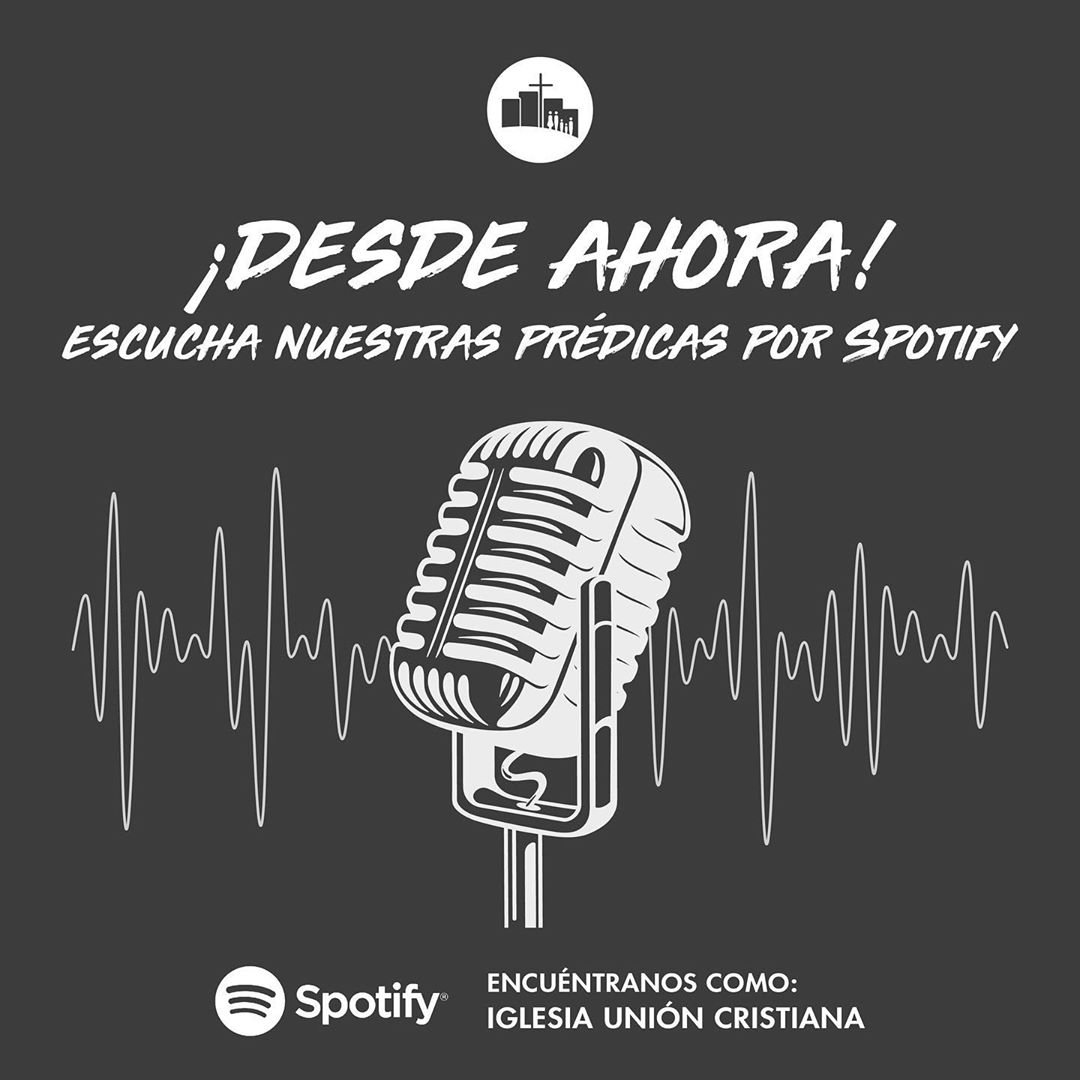 ¡DESDE AHORA!
ESCUCHA NUESTRAS PRÉDICAS POR SPOTIFY
Spotify®
ENCUÉNTRANOS COMO:
IGLESIA UNIÓN CRISTIANA